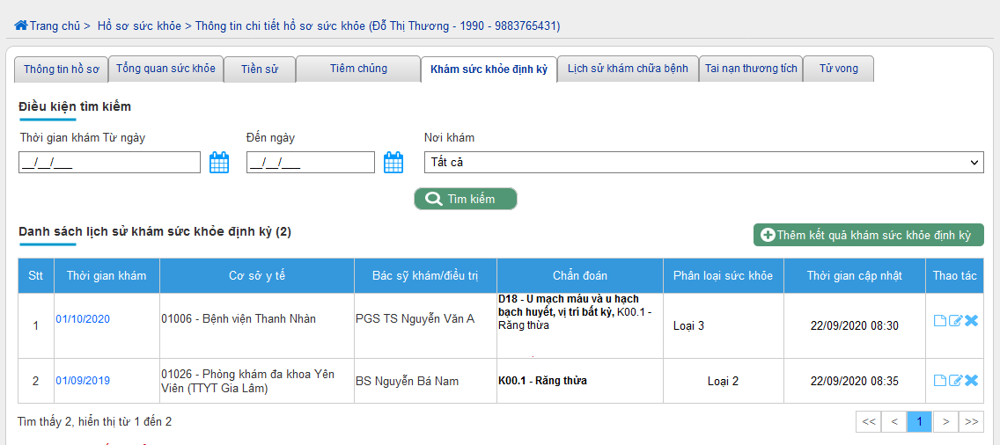 Trang chủ > Hồ sơ sức khỏe > Thông tin chi tiết hồ sơ sức khỏe (Đỗ Thị Thương - 1990 - 9883765431)
Thông tin hồ sơ Tổng quan sức khỏe Tiền sử Tiêm chủng Khám sức khỏe định kỳ Lịch sử khám chữa bệnh Tai nạn thương tích Tử vong
Điều kiện tìm kiếm
Thời gian khám Từ ngày Đến ngày Nơi khám
__/__/___ __/__/___ Tất cả
Tìm kiếm
Danh sách lịch sử khám sức khỏe định kỳ (2)
Thêm kết quả khám sức khỏe định kỳ
Stt Thời gian khám Cơ sở y tế Bác sỹ khám/điều trị Chẩn đoán Phân loại sức khỏe Thời gian cập nhật Thao tác
1 01/10/2020 01006 - Bệnh viện Thanh Nhàn PGS TS Nguyễn Văn A
D18 - U mạch máu và u hạch
bạch huyết, vị trí bất kỳ, K00.1 -
Răng thừa
Loại 3 22/09/2020 08:30
2 01/09/2019
01026 - Phòng khám đa khoa Yên
Viên (TTYT Gia Lâm)
BS Nguyễn Bá Nam K00.1 - Răng thừa Loại 2 22/09/2020 08:35
Tìm thấy 2, hiển thị từ 1 đến 2
<< < 1 > >>